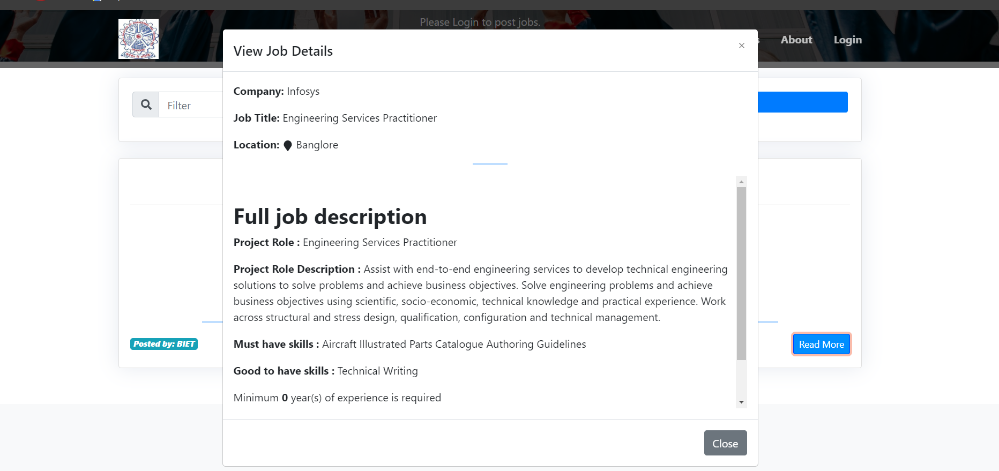 Please Login to post jobs.
About
Login
View Job Details
×
Company: Infosys
Filter
Job Title: Engineering Services Practitioner
Location: Banglore
Full job description
Project Role : Engineering Services Practitioner
Project Role Description : Assist with end-to-end engineering services to develop technical engineering
solutions to solve problems and achieve business objectives. Solve engineering problems and achieve
business objectives using scientific, socio-economic, technical knowledge and practical experience. Work
across structural and stress design, qualification, configuration and technical management.
Posted by: BIET
Must have skills : Aircraft Illustrated Parts Catalogue Authoring Guidelines
Read More
Good to have skills : Technical Writing
Minimum 0 year(s) of experience is required
Close